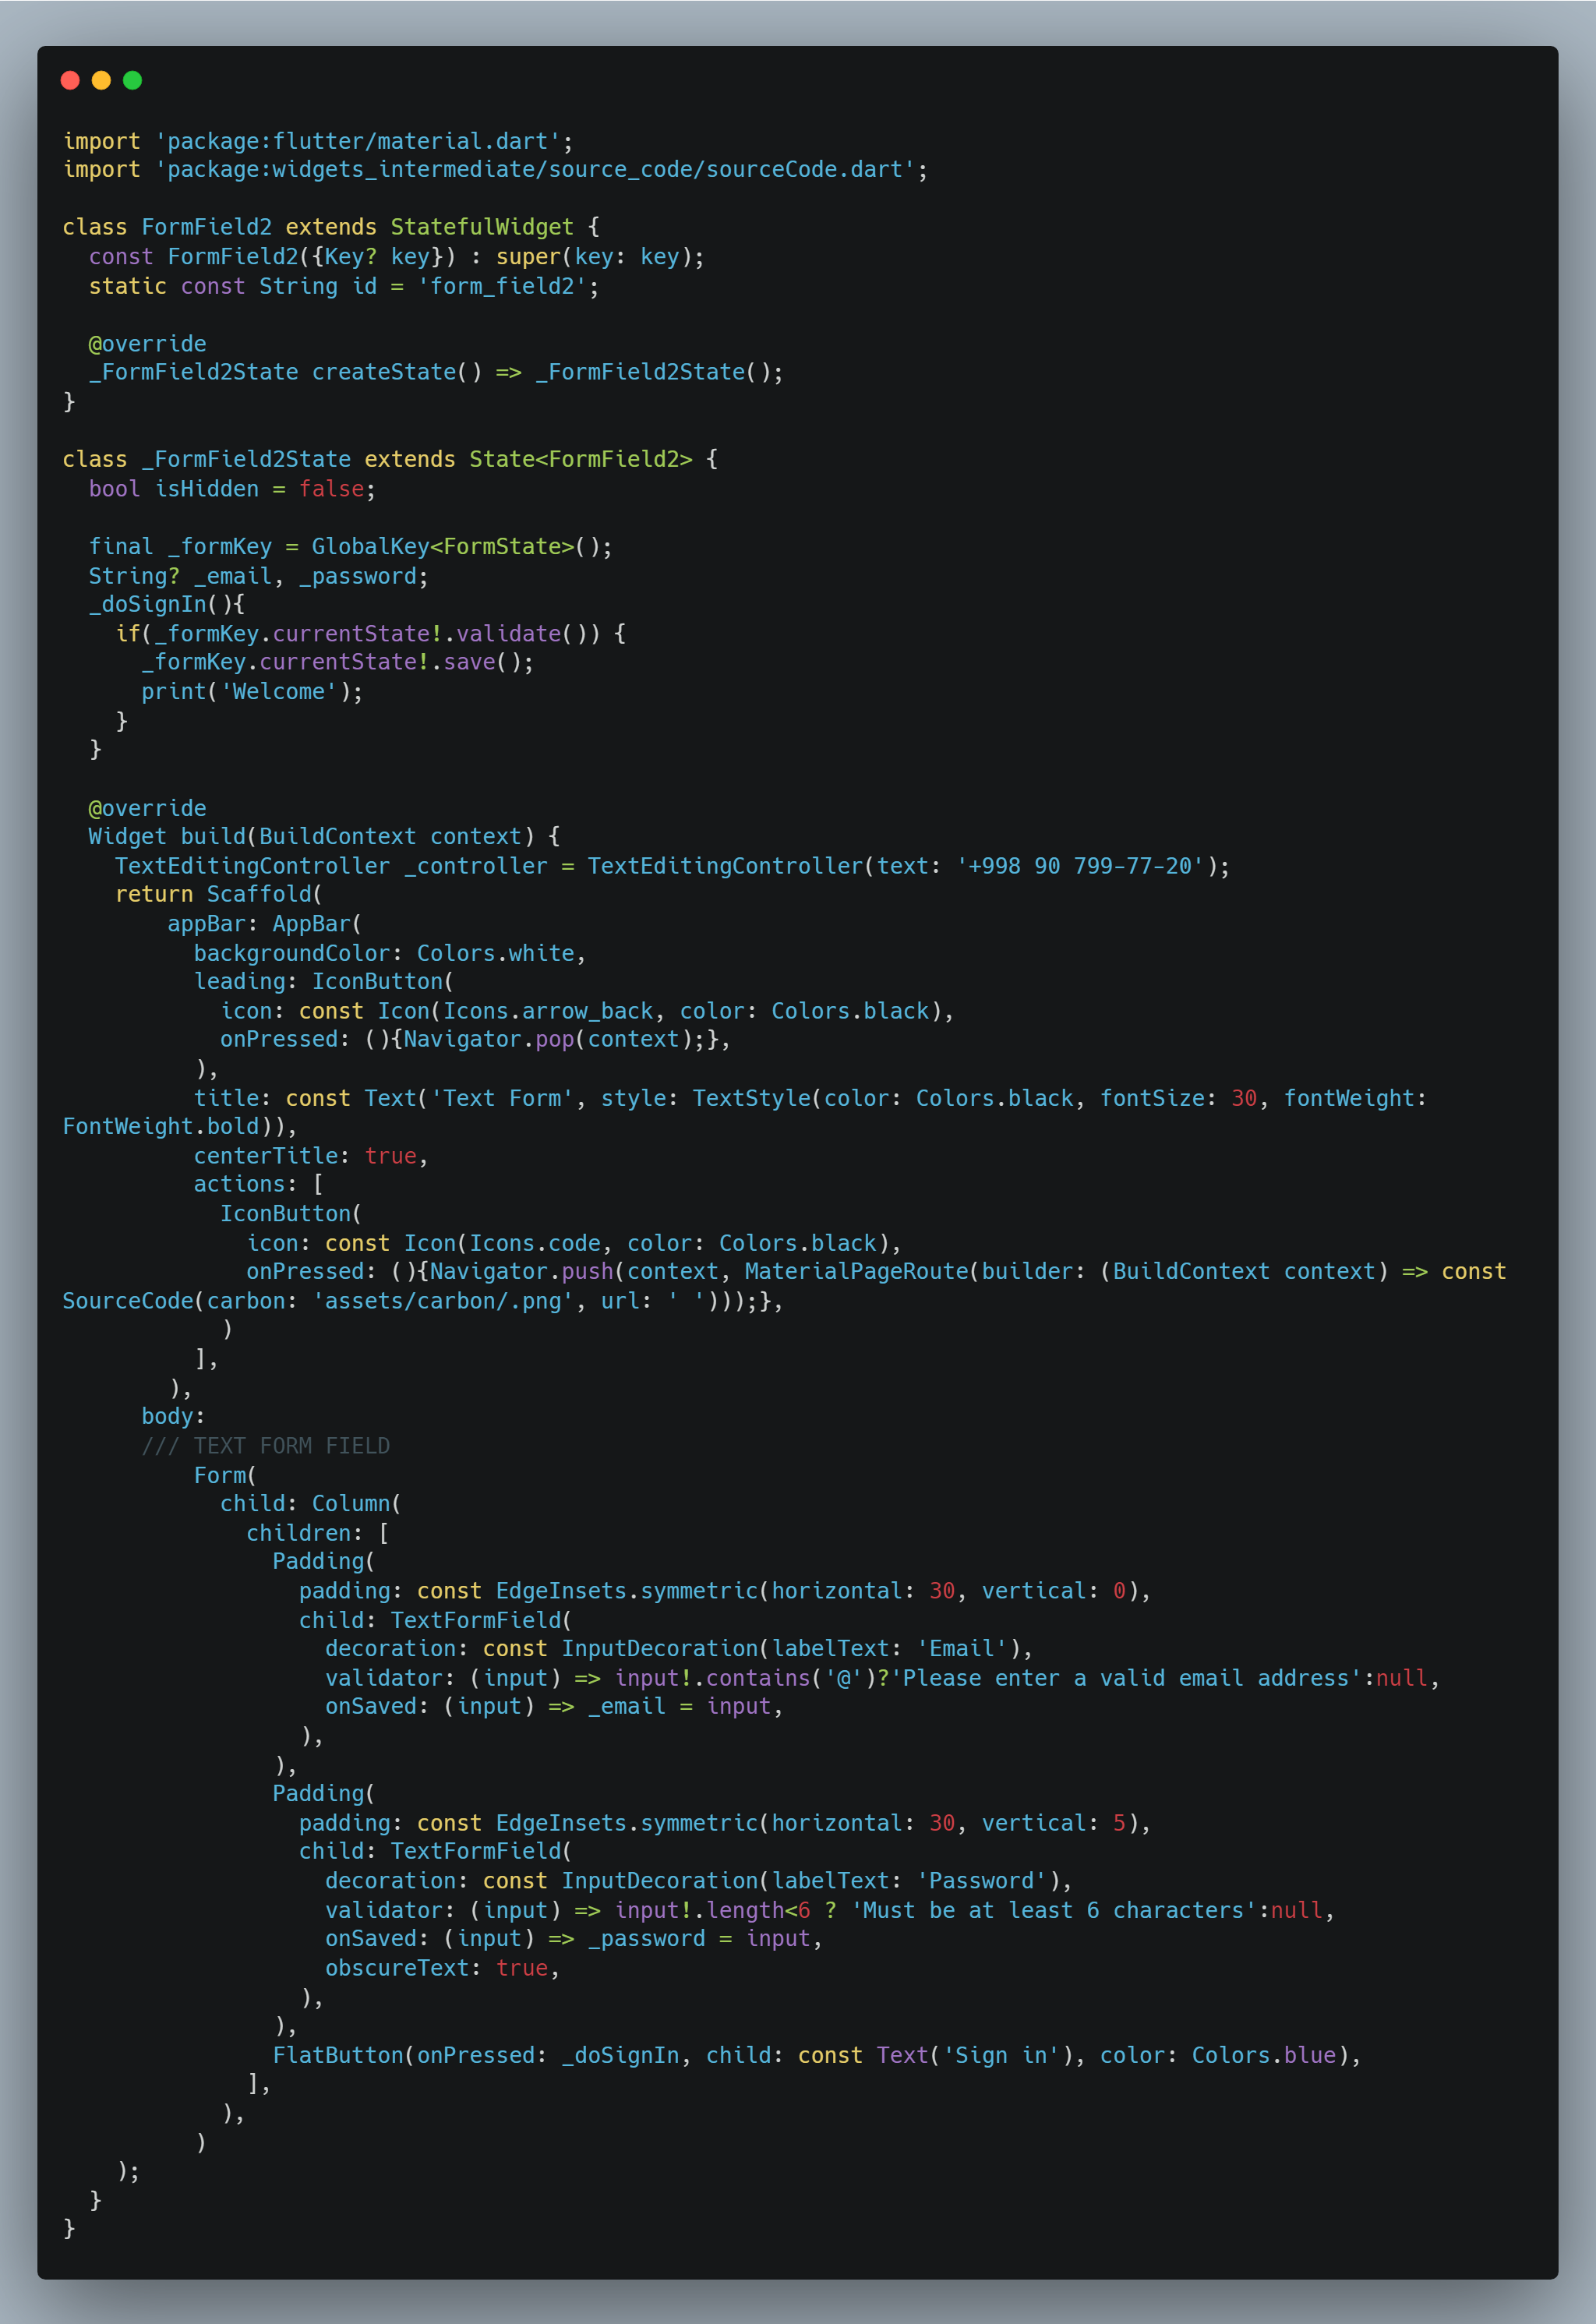 import 'package:flutter/material.dart';
import 'package:widgets_intermediate/source_code/sourceCode.dart';

class FormField2 extends StatefulWidget {
  const FormField2({Key? key}) : super(key: key);
  static const String id = 'form_field2';

  @override
  _FormField2State createState() => _FormField2State();
}

class _FormField2State extends State<FormField2> {
  bool isHidden = false;

  final _formKey = GlobalKey<FormState>();
  String? _email, _password;
  _doSignIn(){
    if(_formKey.currentState!.validate()) {
      _formKey.currentState!.save();
      print('Welcome');
    }
  }

  @override
  Widget build(BuildContext context) {
    TextEditingController _controller = TextEditingController(text: '+998 90 799-77-20');
    return Scaffold(
        appBar: AppBar(
          backgroundColor: Colors.white,
          leading: IconButton(
            icon: const Icon(Icons.arrow_back, color: Colors.black),
            onPressed: (){Navigator.pop(context);},
          ),
          title: const Text('Text Form', style: TextStyle(color: Colors.black, fontSize: 30, fontWeight:
FontWeight.bold)),
          centerTitle: true,
          actions: [
            IconButton(
              icon: const Icon(Icons.code, color: Colors.black),
              onPressed: (){Navigator.push(context, MaterialPageRoute(builder: (BuildContext context) => const
SourceCode(carbon: 'assets/carbon/.png', url: ' ')));},
            )
          ],
        ),
      body:
      /// TEXT FORM FIELD
          Form(
            child: Column(
              children: [
                Padding(
                  padding: const EdgeInsets.symmetric(horizontal: 30, vertical: 0),
                  child: TextFormField(
                    decoration: const InputDecoration(labelText: 'Email'),
                    validator: (input) => input!.contains('@')?'Please enter a valid email address':null,
                    onSaved: (input) => _email = input,
                  ),
                ),
                Padding(
                  padding: const EdgeInsets.symmetric(horizontal: 30, vertical: 5),
                  child: TextFormField(
                    decoration: const InputDecoration(labelText: 'Password'),
                    validator: (input) => input!.length<6 ? 'Must be at least 6 characters':null,
                    onSaved: (input) => _password = input,
                    obscureText: true,
                  ),
                ),
                FlatButton(onPressed: _doSignIn, child: const Text('Sign in'), color: Colors.blue),
              ],
            ),
          )
    );
  }
}